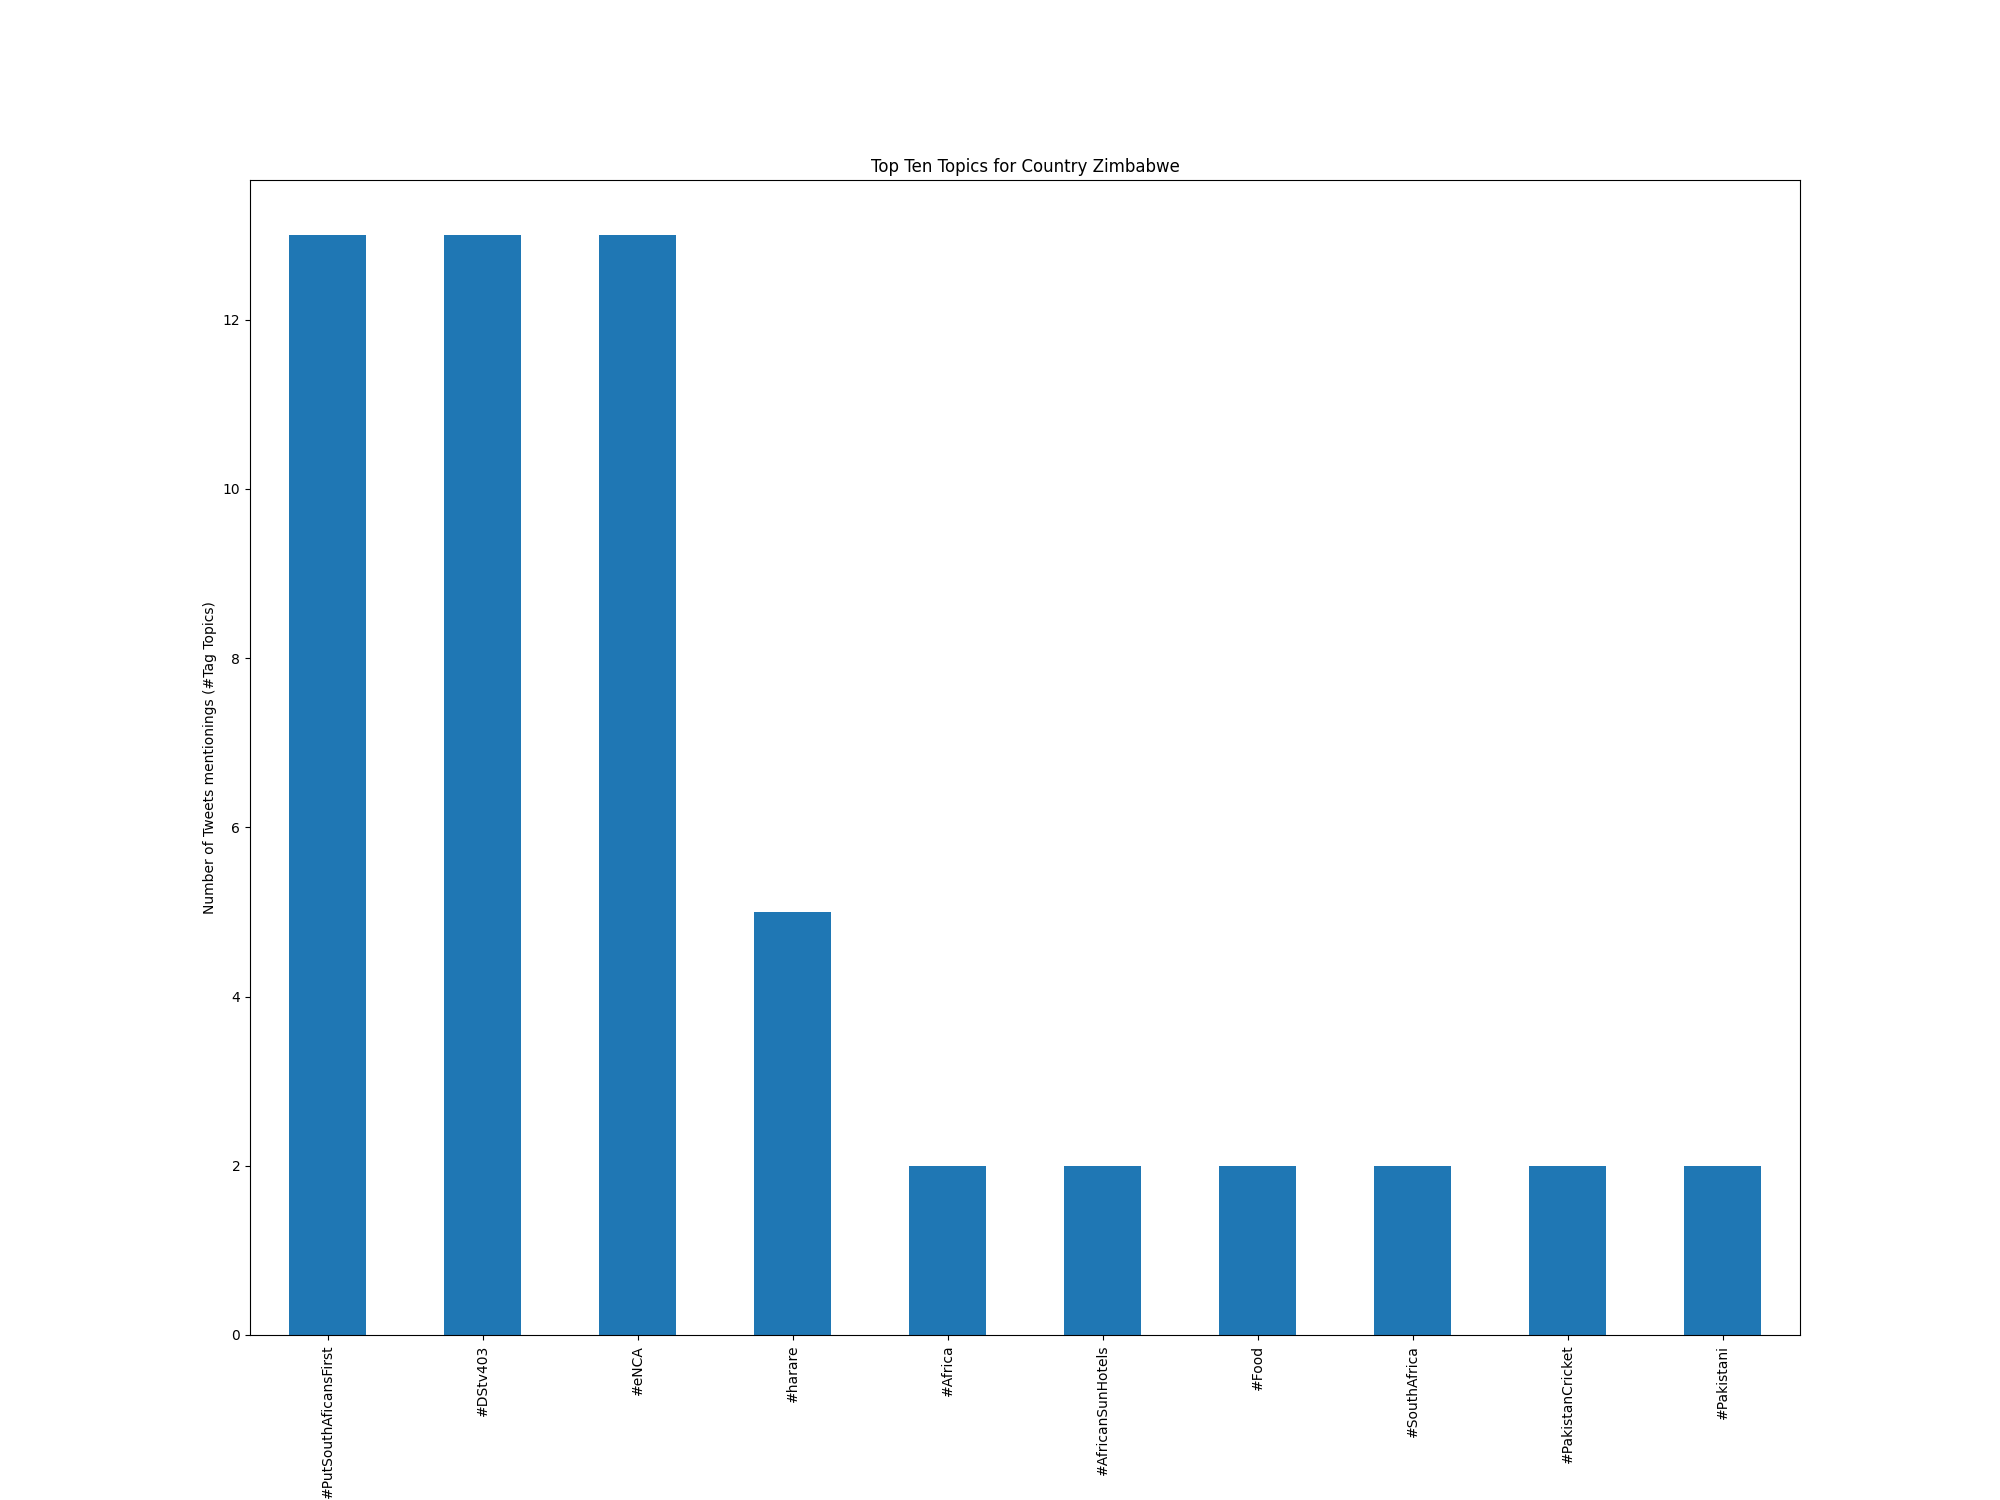 Top Ten Topics for Country Zimbabwe
Number of Tweets mentionings (#Tag Topics)
12
10
8
6
4
2
0
#PutSouthAficansFirst
#DStv403
#eNCA
#harare
#Africa
#AfricanSunHotels
#Food
#SouthAfrica
#PakistanCricket
#Pakistani